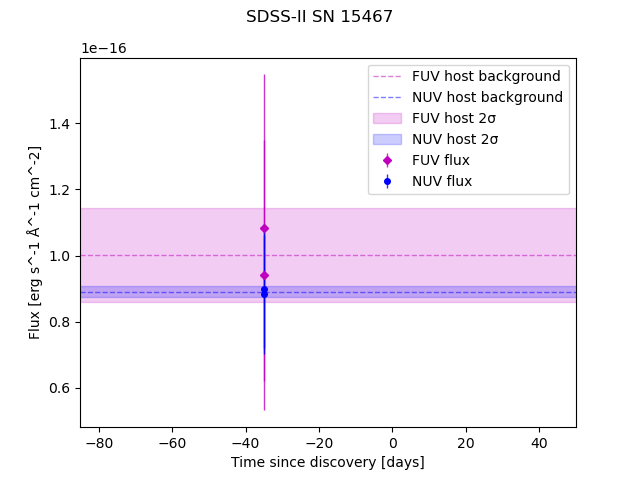 SDSS-II SN 15467
1e−16
FUV host background
NUV host background
FUV host 2σ
NUV host 2σ
FUV flux
NUV flux
1.4
1.2
1.0
0.8
0.6
Flux [erg s^-1 Å^-1 cm^-2]
−80 −60 −40 −20 0 20 40
Time since discovery [days]